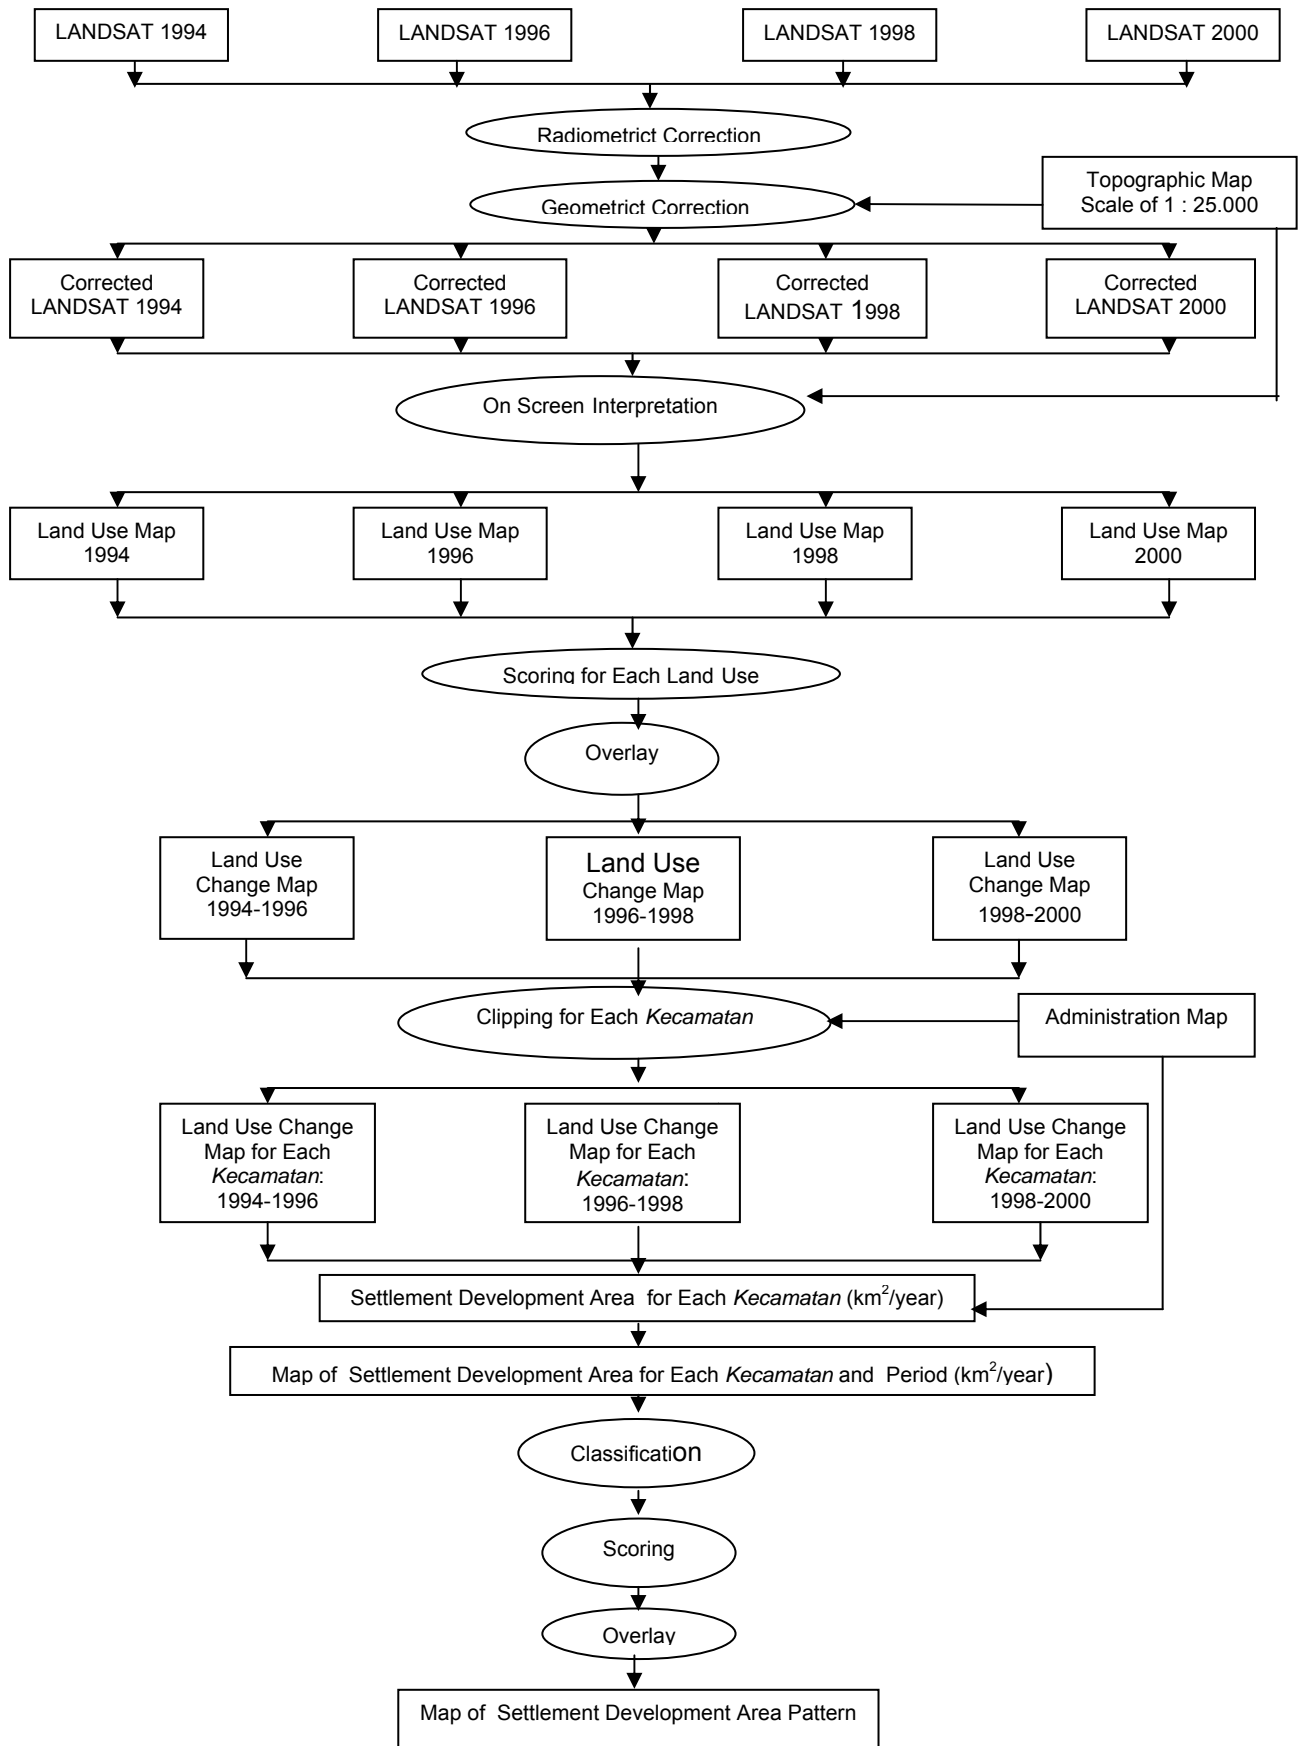 LANDSAT 1994
LANDSAT 1996
LANDSAT 1998
LANDSAT 2000
Radiometrict Correction
Topographic Map
Scale of 1 : 25.000
Geometrict Correction
Corrected
LANDSAT 1994
Corrected
LANDSAT 1996
Corrected
LANDSAT 1998
Corrected
LANDSAT 2000
On Screen Interpretation
Land Use Map
1994
Land Use Map
1996
Land Use Map
1998
Land Use Map
2000
Scoring for Each Land Use
Overlay
Land Use
Change Map
1994-1996
Land Use
Change Map
1996-1998
Land Use
Change Map
1998-2000
Clipping for Each Kecamatan
Administration Map
Land Use Change
Map for Each
Kecamatan:
1994-1996
Land Use Change
Map for Each
Kecamatan:
1996-1998
Land Use Change
Map for Each
Kecamatan:
1998-2000
Settlement Development Area for Each Kecamatan (km²/year)
Map of Settlement Development Area for Each Kecamatan and Period (km²/year)
Classification
Scoring
Overlay
Map of Settlement Development Area Pattern